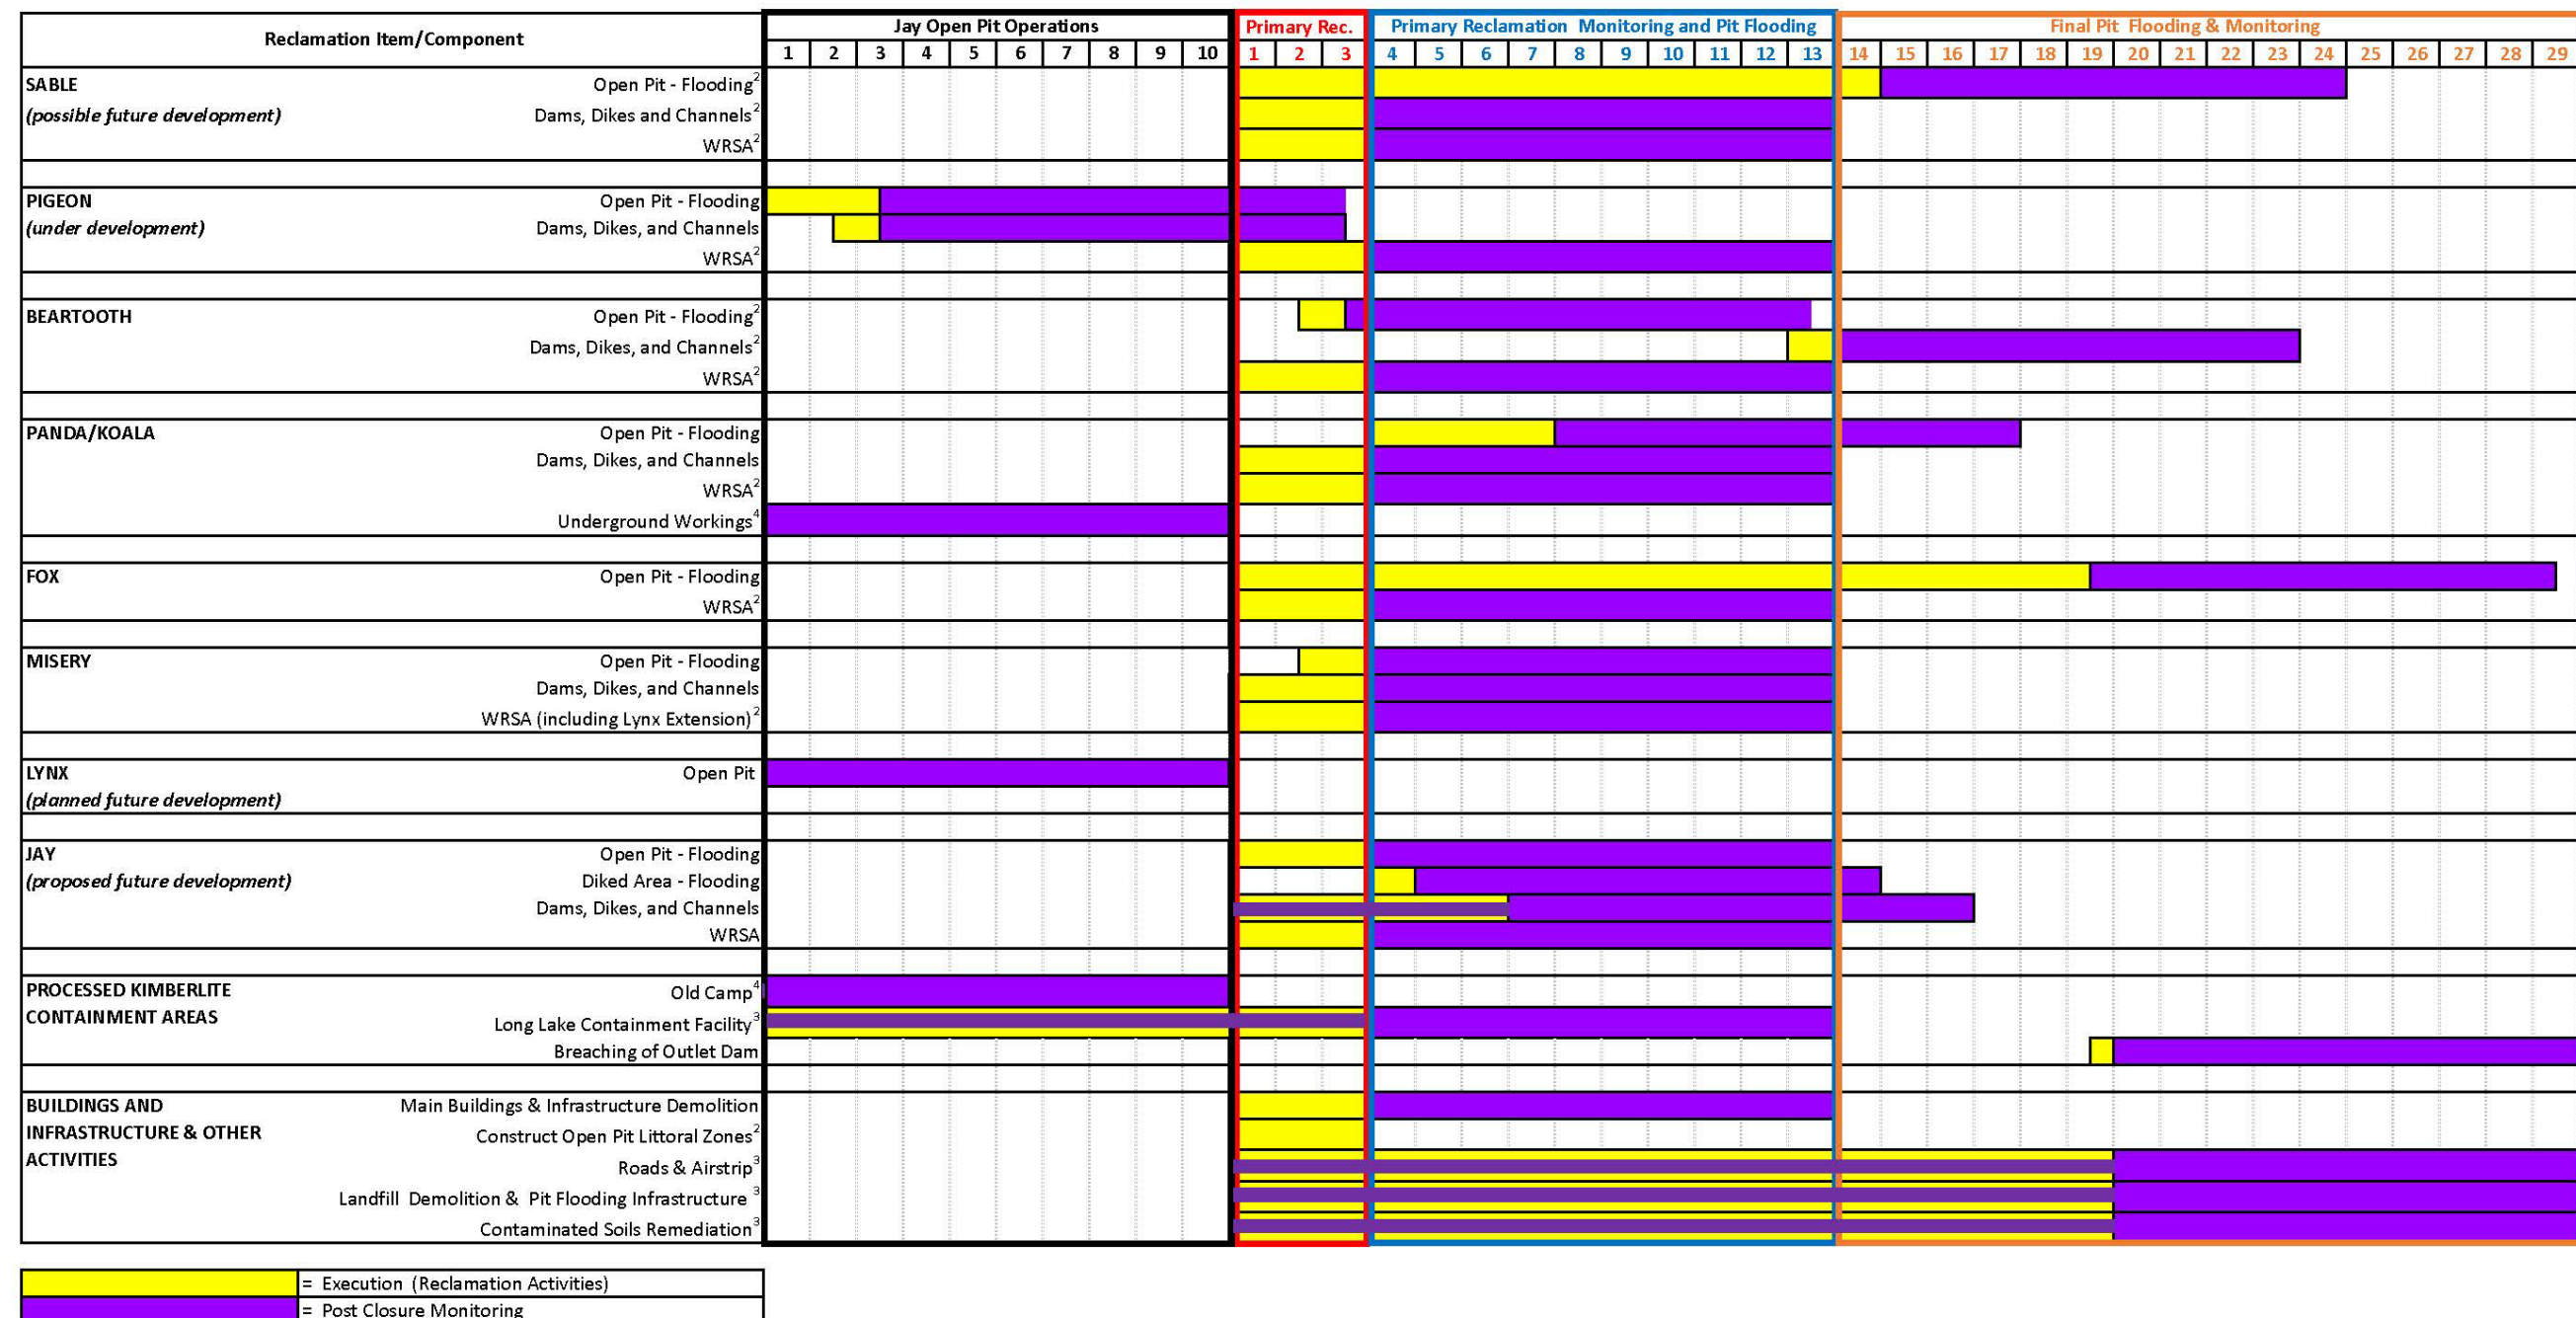 Reclamation Item/Component
Jay Open Pit Operations
Primary Rec.
Primary Reclamation Monitoring and Pit Flooding
Final Pit Flooding & Monitoring
1 2 3 4 5 6 7 8 9 10 1 2 3 4 5 6 7 8 9 10 11 12 13 14 15 16 17 18 19 20 21 22 23 24 25 26 27 28 29
SABLE Open Pit - Flooding²
(possible future development) Dams, Dikes and Channels²
WRSA²
PIGEON Open Pit - Flooding
(under development) Dams, Dikes, and Channels
WRSA²
BEARTOOTH Open Pit - Flooding²
Dams, Dikes, and Channels²
WRSA²
PANDA/KOALA Open Pit - Flooding
Dams, Dikes, and Channels
WRSA²
Underground Workings⁴
FOX Open Pit - Flooding
WRSA²
MISERY Open Pit - Flooding
Dams, Dikes, and Channels
WRSA (including Lynx Extension)²
LYNX Open Pit
(planned future development)
JAY Open Pit - Flooding
(proposed future development) Diked Area - Flooding
Dams, Dikes, and Channels
WRSA
PROCESSED KIMBERLITE Old Camp⁴
CONTAINMENT AREAS Long Lake Containment Facility³
Breaching of Outlet Dam
BUILDINGS AND Main Buildings & Infrastructure Demolition
INFRASTRUCTURE & OTHER Construct Open Pit Littoral Zones²
ACTIVITIES Roads & Airstrip³
Landfill Demolition & Pit Flooding Infrastructure ³
Contaminated Soils Remediation³
= Execution (Reclamation Activities)
= Post Closure Monitoring